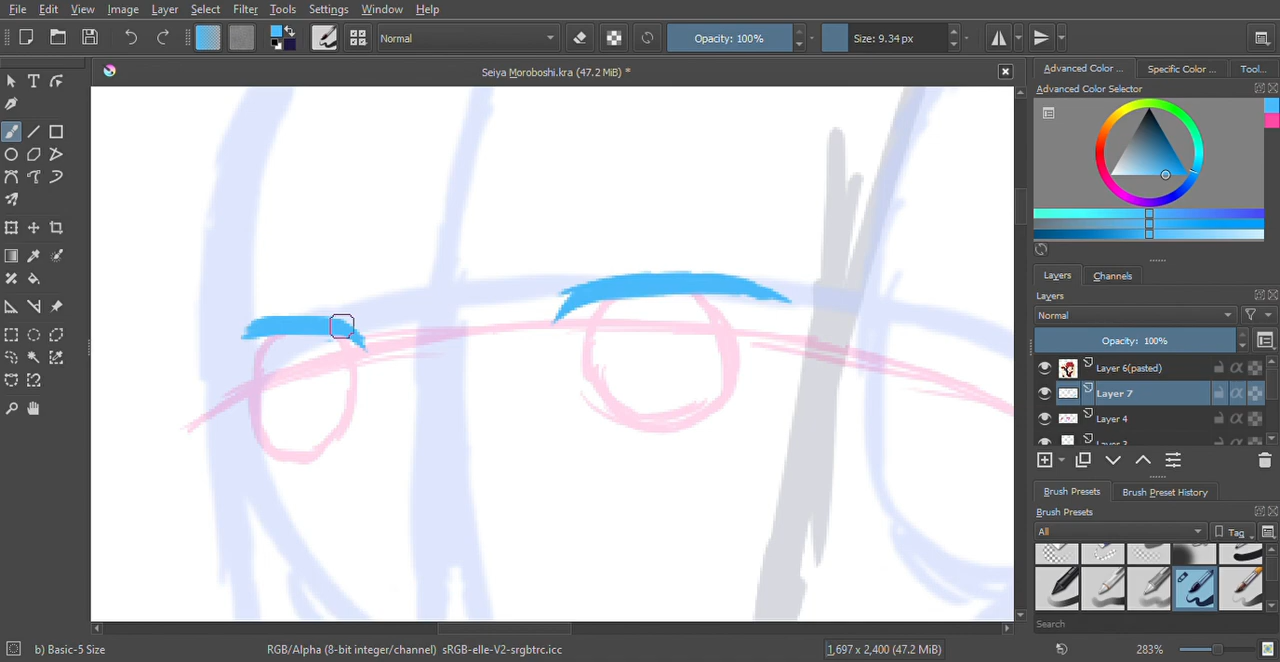 File Edit View Image Layer Select Filter Tools Settings Window Help
Normal Opacity: 100% Size: 9.34 px
Seiya Moroboshi.kra (47.2 MiB) *
Advanced Color ... Specific Color ... Tool...
Advanced Color Selector
Layers Channels
Layers
Normal
Opacity: 100%
Layer 6(pasted)
Layer 7
Layer 4
Brush Presets Brush Preset History
Brush Presets
All Tag
Search
b) Basic-5 Size RGB/Alpha (8-bit integer/channel) sRGB-elle-V2-srgbtrc.icc 1,697 x 2,400 (47.2 MiB) 283%